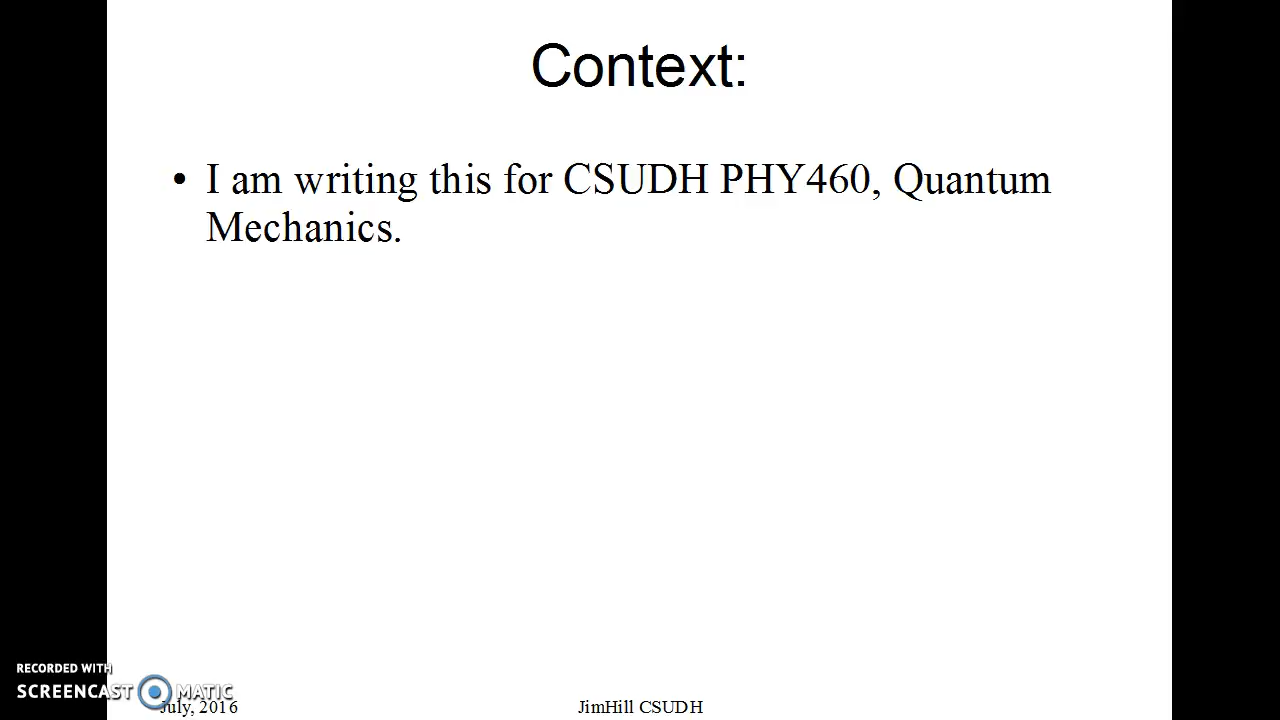 Context:
• I am writing this for CSUDH PHY460, Quantum
Mechanics.
RECORDED WITH
SCREENCAST MATIC
July, 2016
JimHill CSUDH